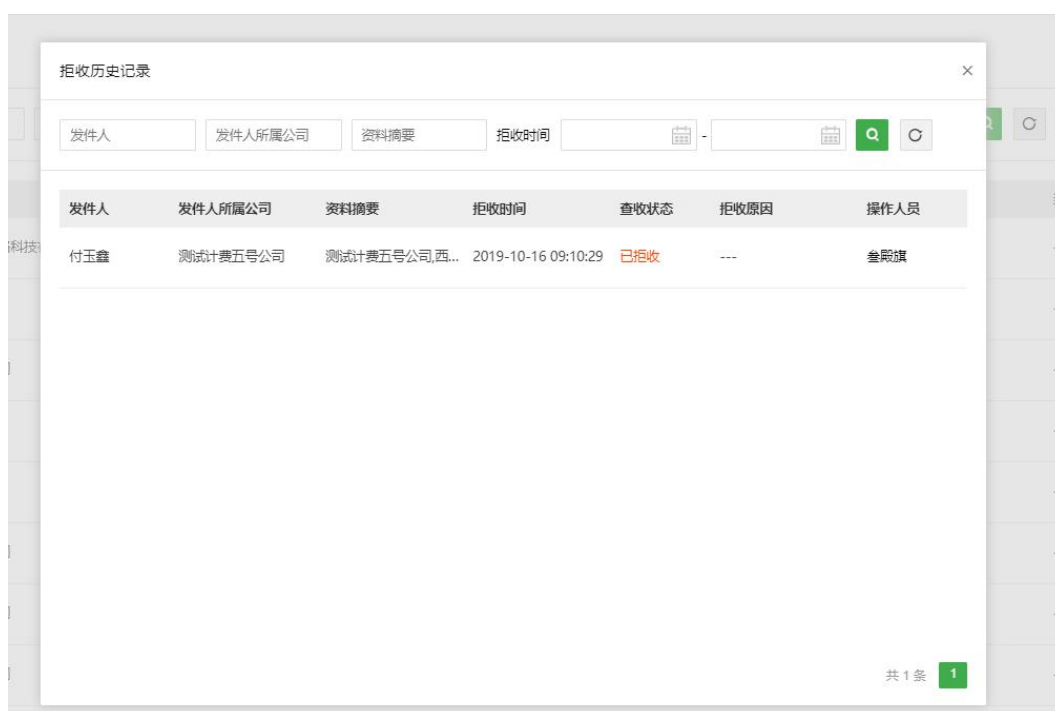 拒收历史记录
发件人 发件人所属公司 资料摘要 拒收时间 -
发件人 发件人所属公司 资料摘要 拒收时间 查收状态 拒收原因 操作人员
付玉鑫 测试计费五号公司 测试计费五号公司,西... 2019-10-16 09:10:29 已拒收 --- 叁殿旗
科技
共 1 条 1